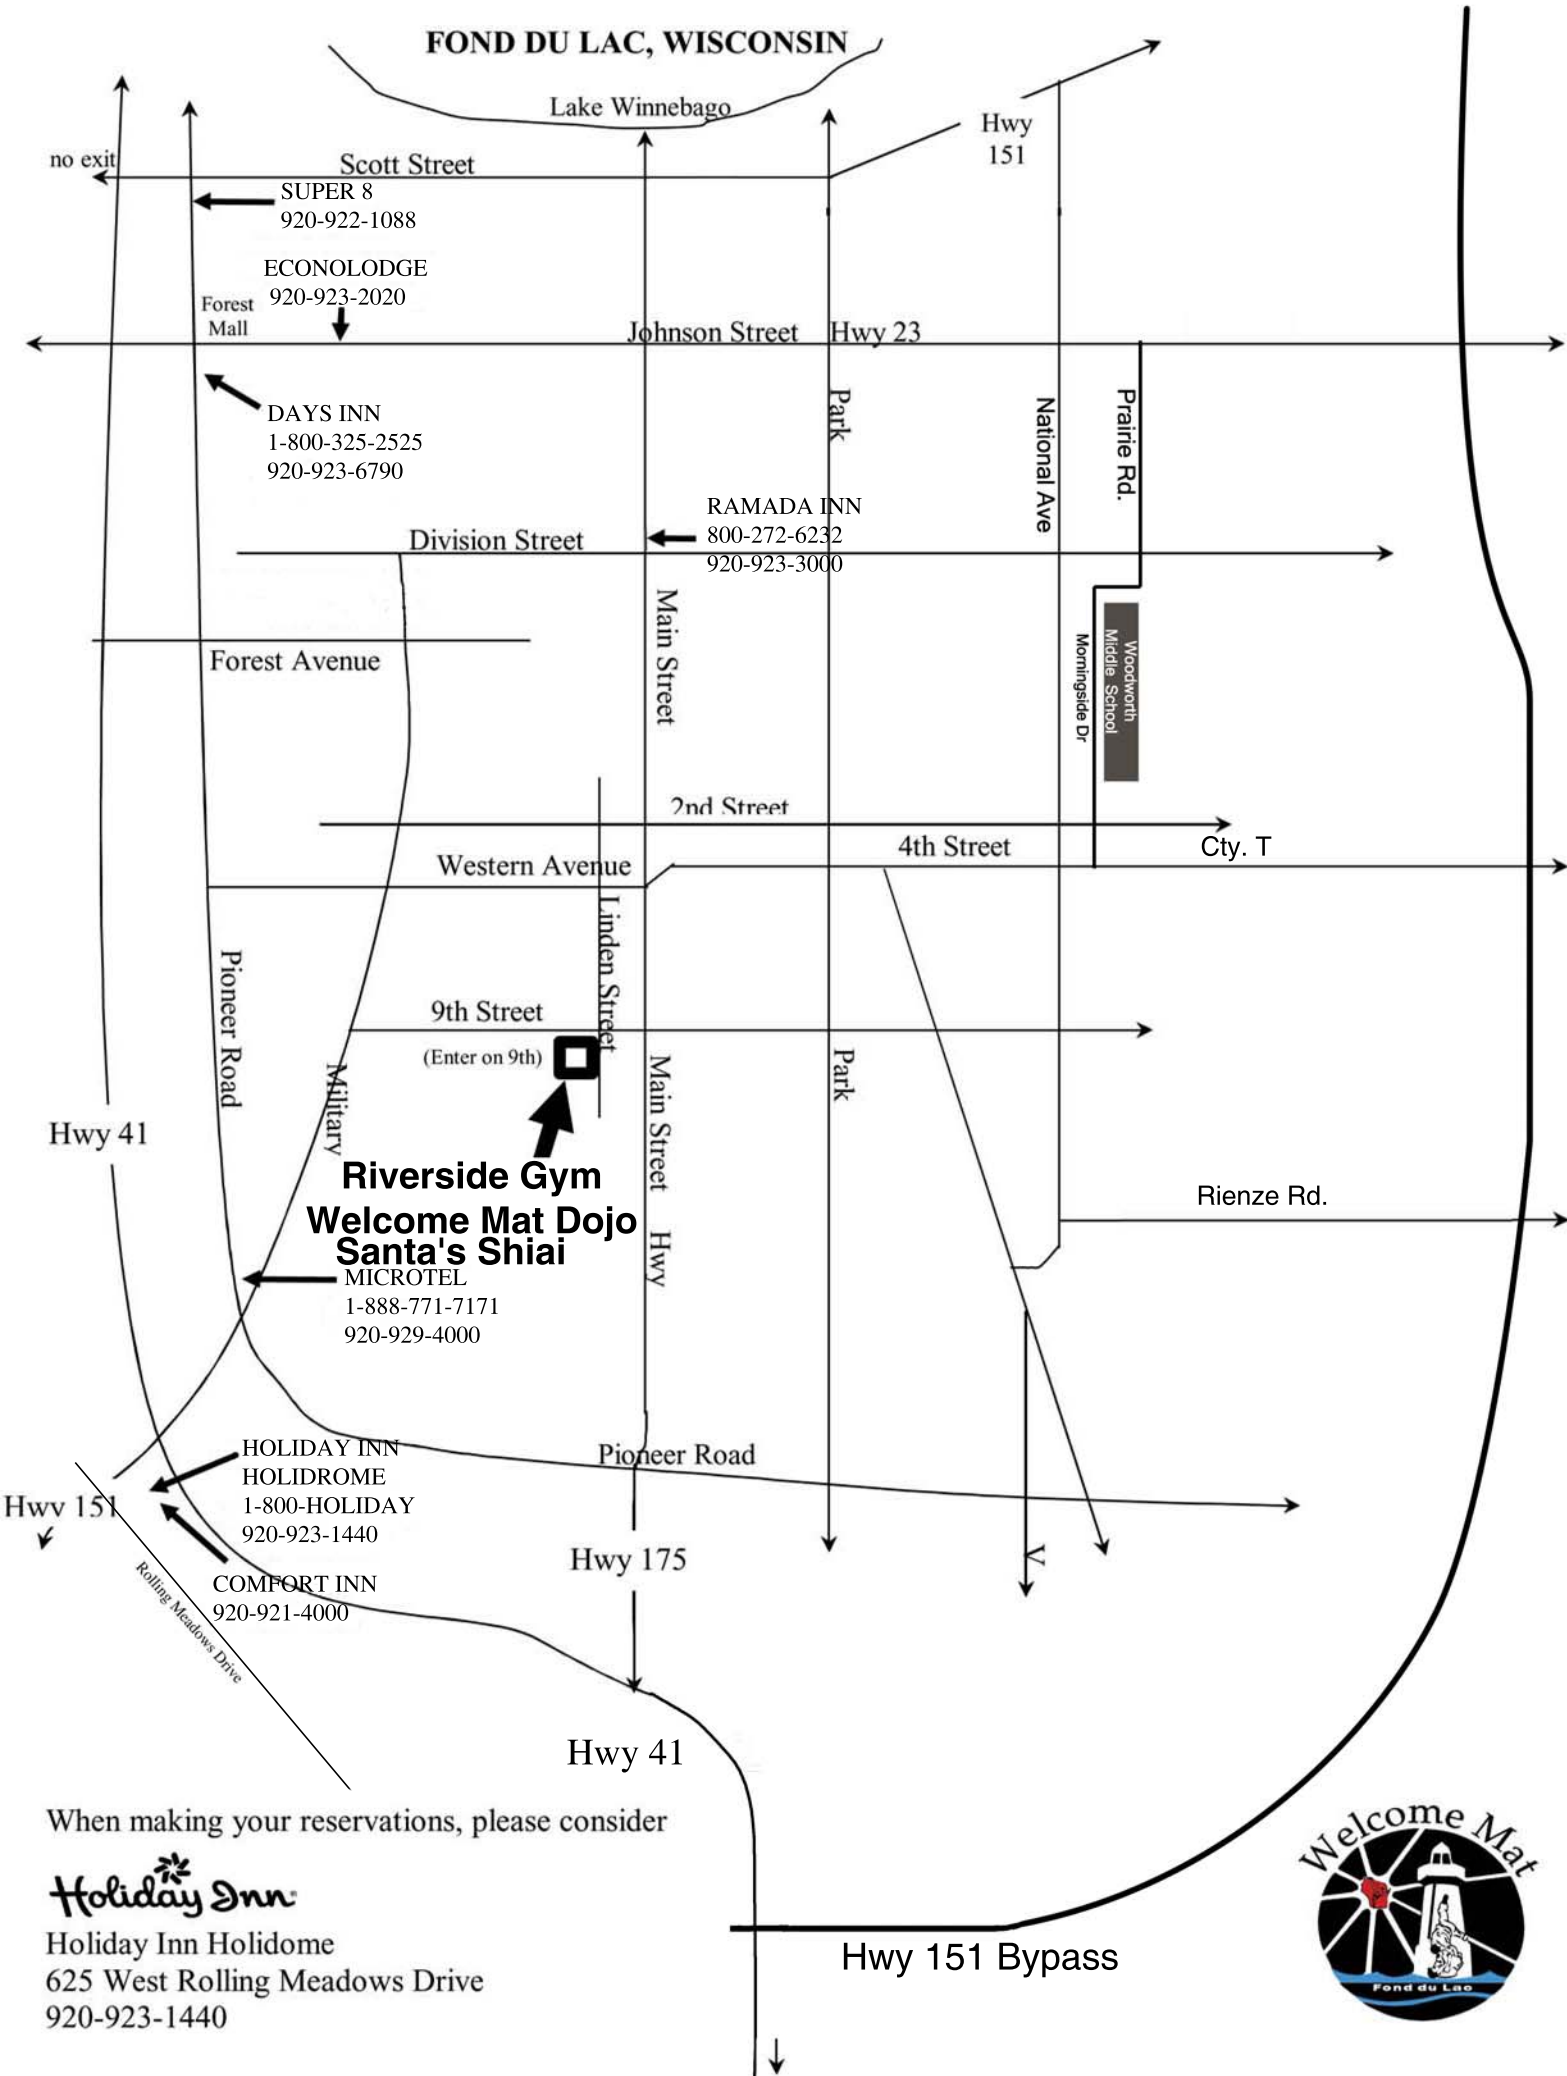 FOND DU LAC, WISCONSIN
Lake Winnebago
Hwy
151
no exit
Scott Street
SUPER 8
920-922-1088
ECONOLODGE
920-923-2020
Forest
Mall
Johnson Street
Hwy 23
DAYS INN
1-800-325-2525
920-923-6790
Park
National Ave
Prairie Rd.
RAMADA INN
800-272-6232
920-923-3000
Division Street
Main Street
Forest Avenue
Woodworth
Middle School
Morningside Dr
2nd Street
4th Street
Cty. T
Western Avenue
Linden Street
Pioneer Road
9th Street
(Enter on 9th)
Military
Main Street
Hwy
Park
Hwy 41
Riverside Gym
Welcome Mat Dojo
Santa's Shiai
Rienze Rd.
MICROTEL
1-888-771-7171
920-929-4000
HOLIDAY INN
HOLIDROME
1-800-HOLIDAY
920-923-1440
Pioneer Road
Hwy 151
Hwy 175
V
COMFORT INN
920-921-4000
Rolling Meadows Drive
Hwy 41
When making your reservations, please consider
Holiday Inn
Holiday Inn Holidome
625 West Rolling Meadows Drive
920-923-1440
Hwy 151 Bypass
Welcome Mat
Fond du Lac